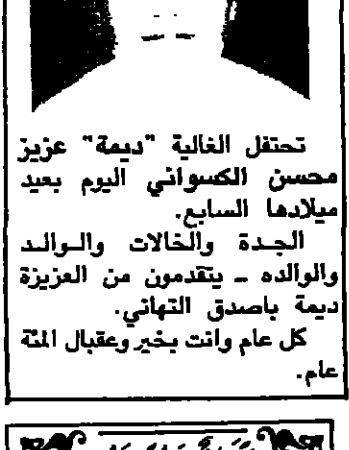 تحتفل الغالية "ديمة" عزيز
محسن الكسواني اليوم بعيد
ميلادها السابع.
الجدة والخالات والوالد
والوالده ــ يتقدمون من العزيزة
ديمة باصدق التهاني.
كل عام وانت بخير وعقبال المئة
عام.